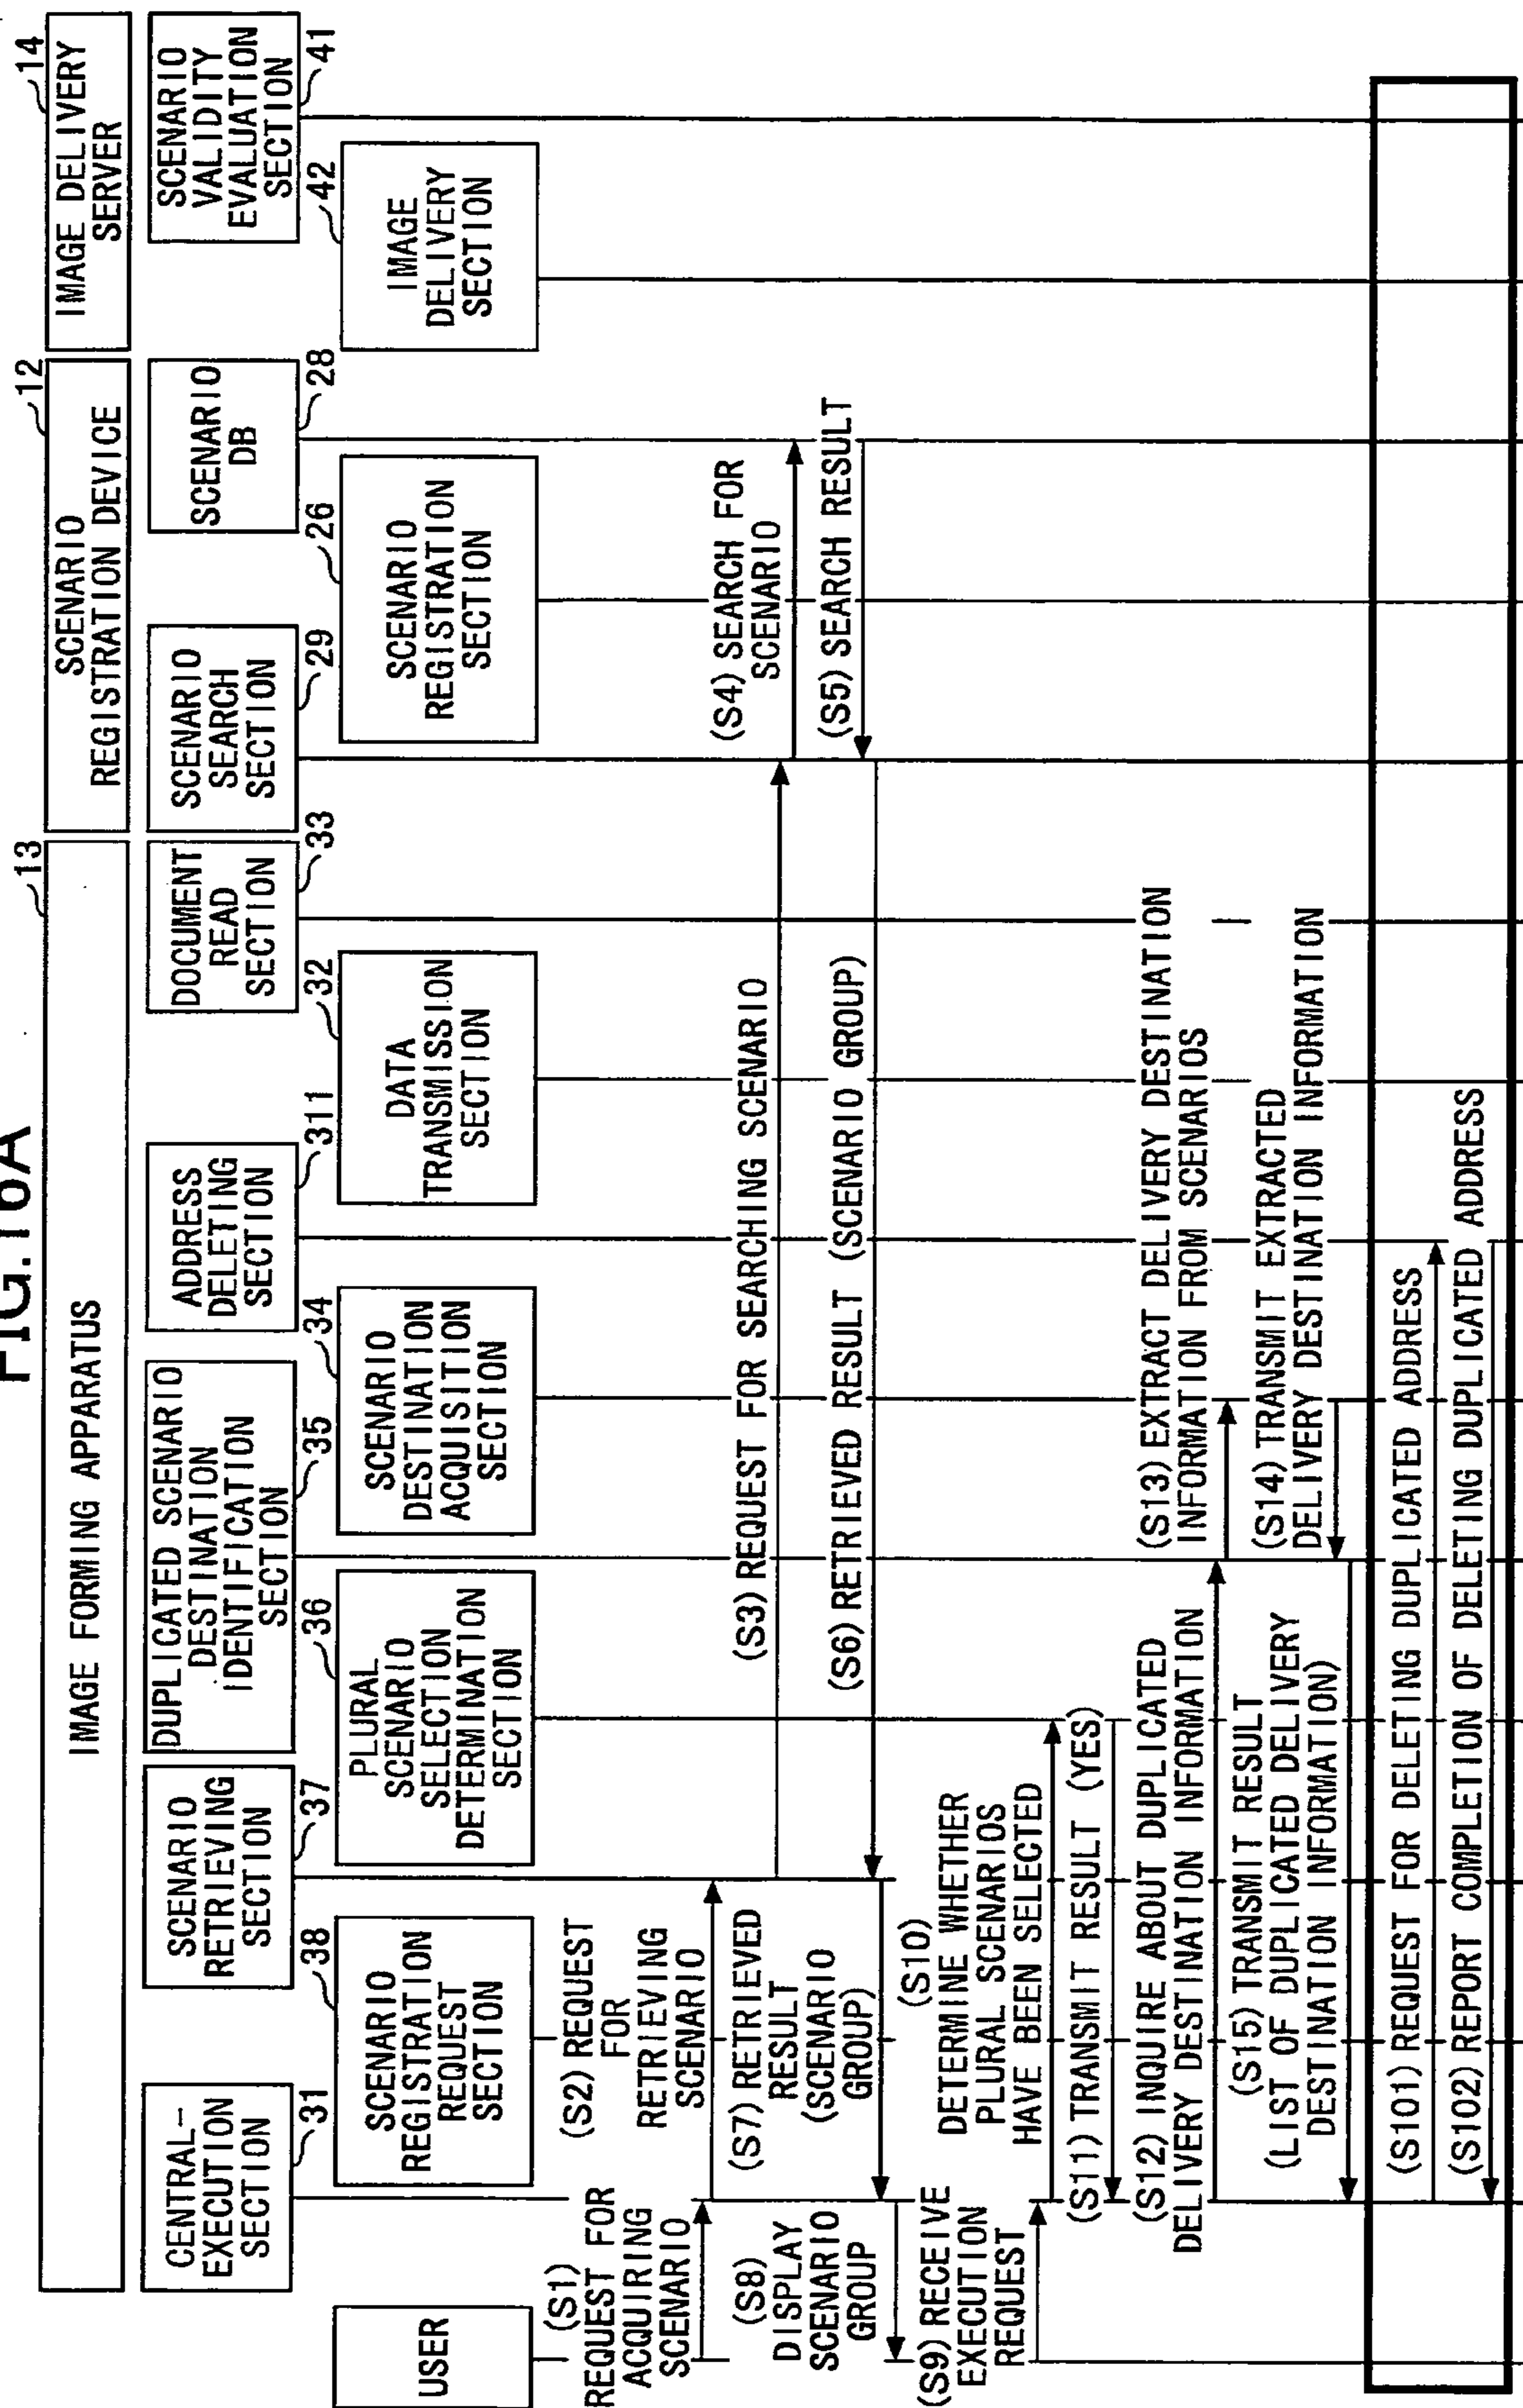 FIG.16A
IMAGE FORMING APPARATUS
13
SCENARIO
REGISTRATION DEVICE
12
IMAGE DELIVERY
SERVER
14
CENTRAL-
EXECUTION
SECTION
31
SCENARIO
RETRIEVING
SECTION
37
DUPLICATED SCENARIO
DESTINATION
IDENTIFICATION
SECTION
35
ADDRESS
DELETING
SECTION
311
DOCUMENT
READ
SECTION
33
SCENARIO
SEARCH
SECTION
29
SCENARIO
DB
28
SCENARIO
VALIDITY
EVALUATION
SECTION
41
USER
SCENARIO
REGISTRATION
REQUEST
SECTION
38
PLURAL
SCENARIO
SELECTION
DETERMINATION
SECTION
36
SCENARIO
DESTINATION
ACQUISITION
SECTION
34
DATA
TRANSMISSION
SECTION
32
SCENARIO
REGISTRATION
SECTION
26
IMAGE
DELIVERY
SECTION
42
(S1)
REQUEST FOR
ACQUIRING
SCENARIO
(S2) REQUEST
FOR
RETRIEVING
SCENARIO
(S3) REQUEST FOR SEARCHING SCENARIO
(S4) SEARCH FOR
SCENARIO
(S5) SEARCH RESULT
(S6) RETRIEVED RESULT (SCENARIO GROUP)
(S7) RETRIEVED
RESULT
(SCENARIO
GROUP)
(S8)
DISPLAY
SCENARIO
GROUP
(S9) RECEIVE
EXECUTION
REQUEST
(S10)
DETERMINE WHETHER
PLURAL SCENARIOS
HAVE BEEN SELECTED
(S11) TRANSMIT RESULT (YES)
(S12) INQUIRE ABOUT DUPLICATED
DELIVERY DESTINATION INFORMATION
(S13) EXTRACT DELIVERY DESTINATION
INFORMATION FROM SCENARIOS
(S14) TRANSMIT EXTRACTED
DELIVERY DESTINATION INFORMATION
(S15) TRANSMIT RESULT
(LIST OF DUPLICATED DELIVERY
DESTINATION INFORMATION)
(S101) REQUEST FOR DELETING DUPLICATED ADDRESS
(S102) REPORT COMPLETION OF DELETING DUPLICATED ADDRESS